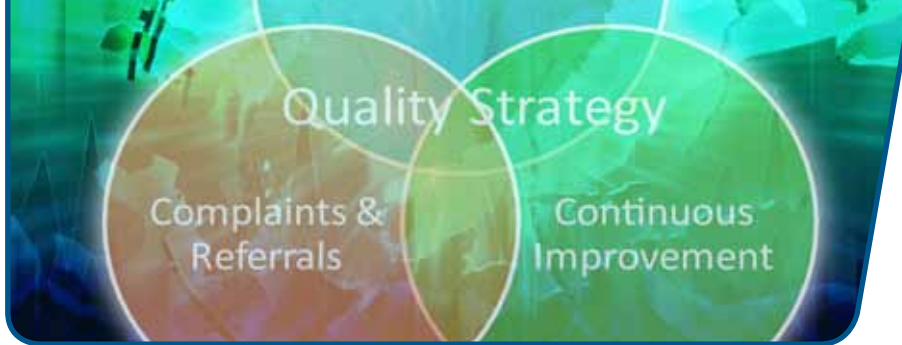 Quality Strategy
Complaints &
Referrals
Continuous
Improvement